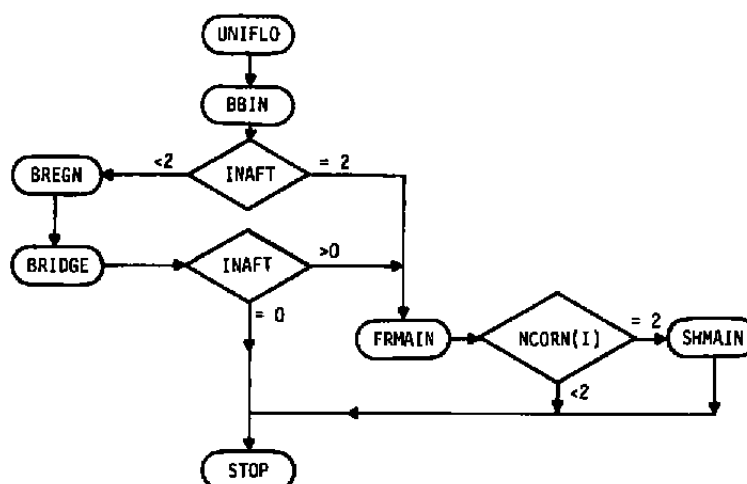 UNIFLO
BBIN
<2
= 2
BREGN
INAFT
>0
BRIDGE
INAFT
= 0
= 2
FRMAIN
NCORN(I)
SHMAIN
<2
STOP